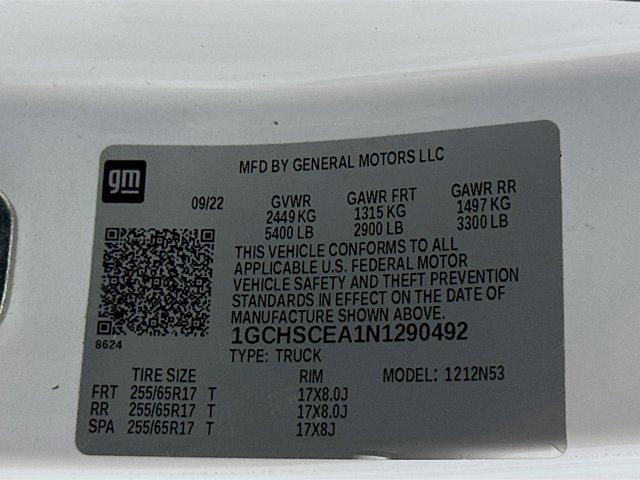 gm
MFD BY GENERAL MOTORS LLC
09/22 GVWR GAWR FRT GAWR RR
2449 KG 1315 KG 1497 KG
5400 LB 2900 LB 3300 LB
THIS VEHICLE CONFORMS TO ALL
APPLICABLE U.S. FEDERAL MOTOR
VEHICLE SAFETY AND THEFT PREVENTION
STANDARDS IN EFFECT ON THE DATE OF
MANUFACTURE SHOWN ABOVE.
1GCHSCEA1N1290492
8624
TYPE: TRUCK
TIRE SIZE RIM MODEL: 1212N53
FRT 255/65R17 T 17X8.0J
RR 255/65R17 T 17X8.0J
SPA 255/65R17 T 17X8J